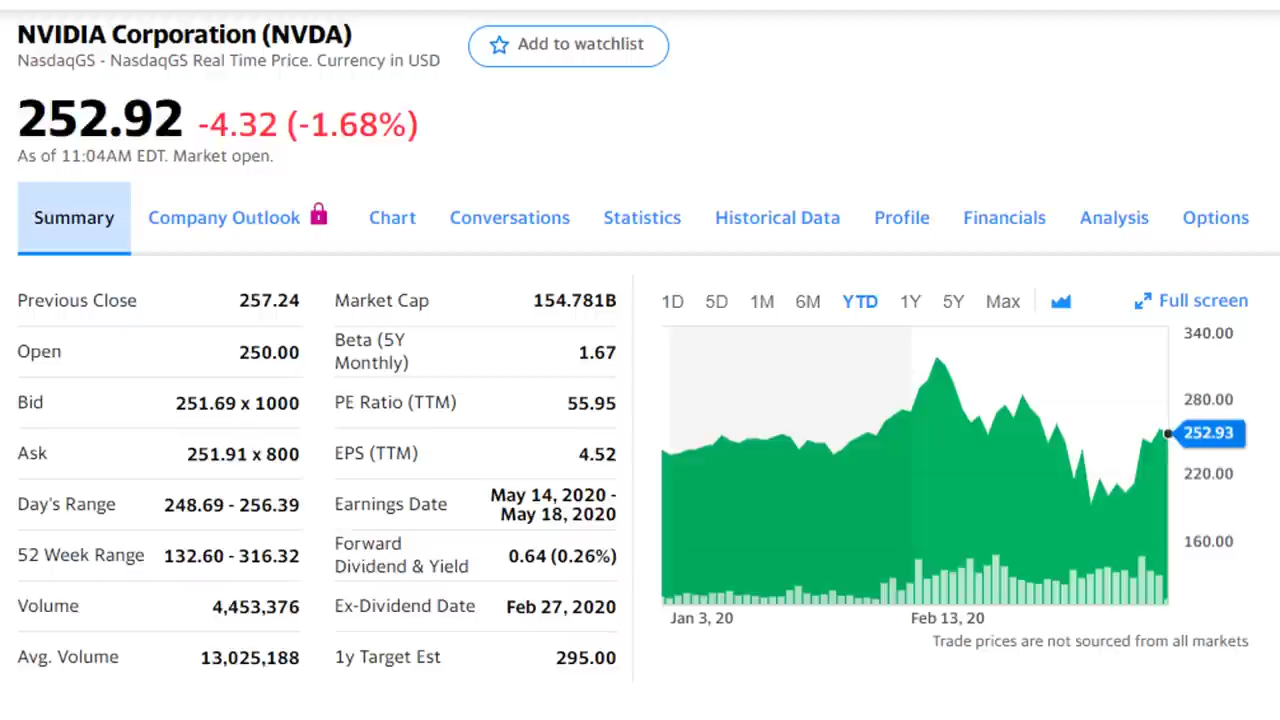 NVIDIA Corporation (NVDA)
Add to watchlist
NasdaqGS - NasdaqGS Real Time Price. Currency in USD
252.92 -4.32 (-1.68%)
As of 11:04AM EDT. Market open.
Summary Company Outlook Chart Conversations Statistics Historical Data Profile Financials Analysis Options
Previous Close 257.24
Open 250.00
Bid 251.69 x 1000
Ask 251.91 x 800
Day's Range 248.69 - 256.39
52 Week Range 132.60 - 316.32
Volume 4,453,376
Avg. Volume 13,025,188
Market Cap 154.781B
Beta (5Y
Monthly) 1.67
PE Ratio (TTM) 55.95
EPS (TTM) 4.52
Earnings Date May 14, 2020 -
May 18, 2020
Forward
Dividend & Yield 0.64 (0.26%)
Ex-Dividend Date Feb 27, 2020
1y Target Est 295.00
1D 5D 1M 6M YTD 1Y 5Y Max Full screen
340.00
280.00
252.93
220.00
160.00
Jan 3, 20 Feb 13, 20
Trade prices are not sourced from all markets